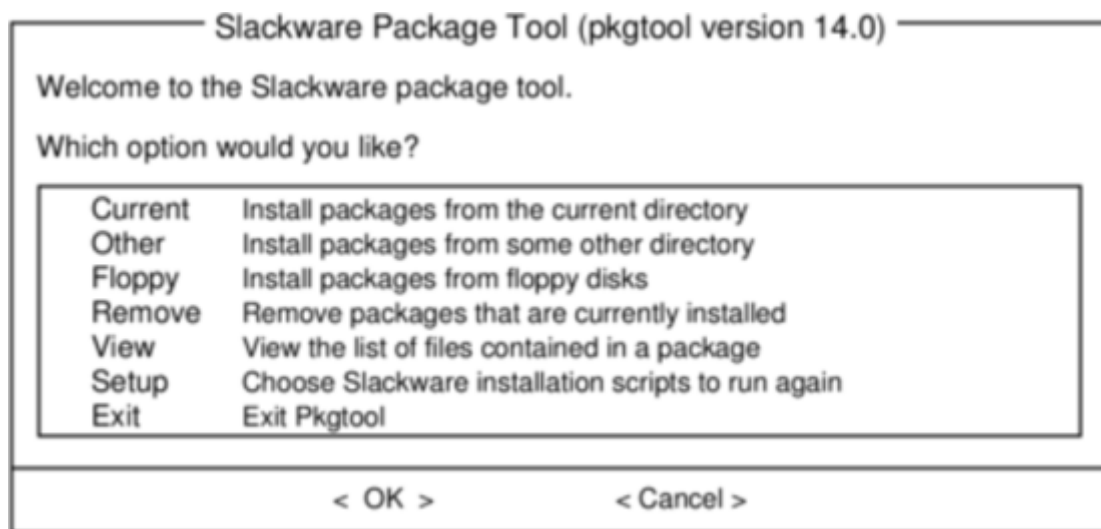 Slackware Package Tool (pkgtool version 14.0)
Welcome to the Slackware package tool.
Which option would you like?
Current Install packages from the current directory
Other Install packages from some other directory
Floppy Install packages from floppy disks
Remove Remove packages that are currently installed
View View the list of files contained in a package
Setup Choose Slackware installation scripts to run again
Exit Exit Pkgtool
< OK > < Cancel >